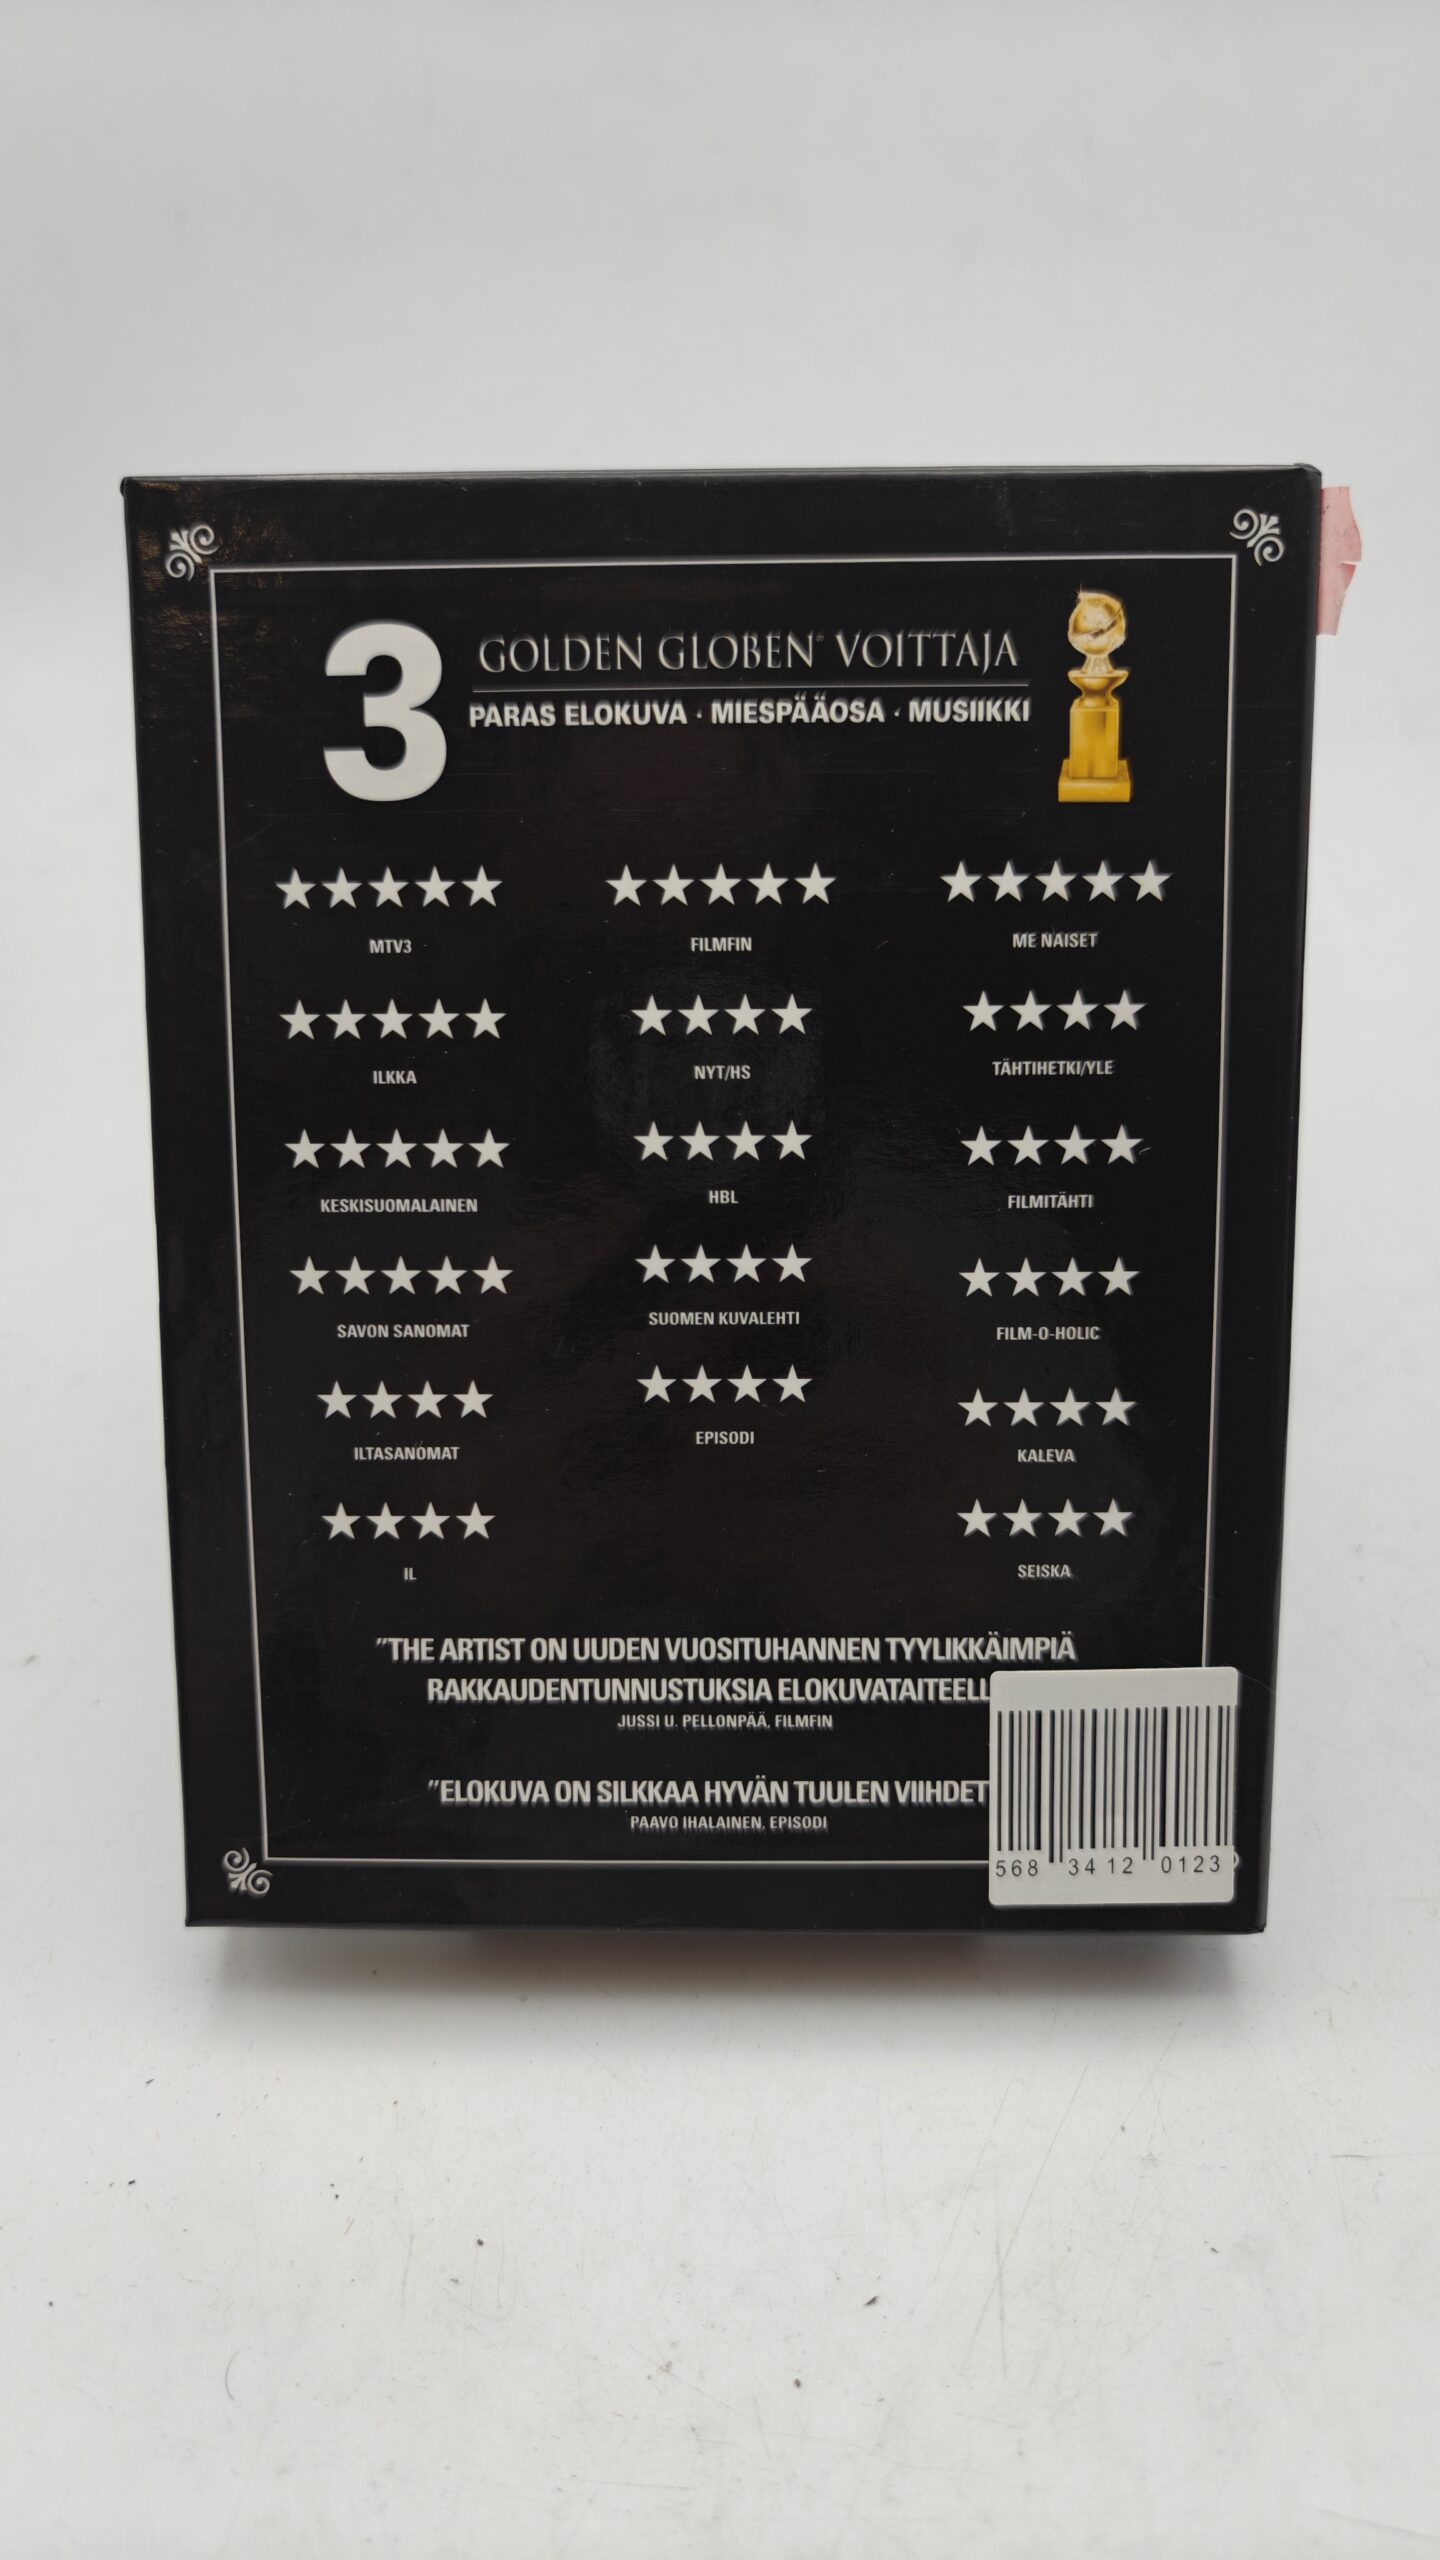 3
GOLDEN GLOBEN® VOITTAJA
PARAS ELOKUVA · MIESPÄÄOSA · MUSIIKKI
MTV3
FILMFIN
ME NAISET
ILKKA
NYT/HS
TÄHTIHETKI/YLE
KESKISUOMALAINEN
HBL
FILMITÄHTI
SAVON SANOMAT
SUOMEN KUVALEHTI
FILM-O-HOLIC
ILTASANOMAT
EPISODI
KALEVA
IL
SEISKA
"THE ARTIST ON UUDEN VUOSITUHANNEN TYYLIKKÄIMPIÄ
RAKKAUDENTUNNUSTUKSIA
JUSSI U. PELLONPÄÄ, FILMFIN
"ELOKUVA ON SILKKAA HYVÄN TUULEN
PAAVO IHALAINEN, EPISODI
568 3412 0123